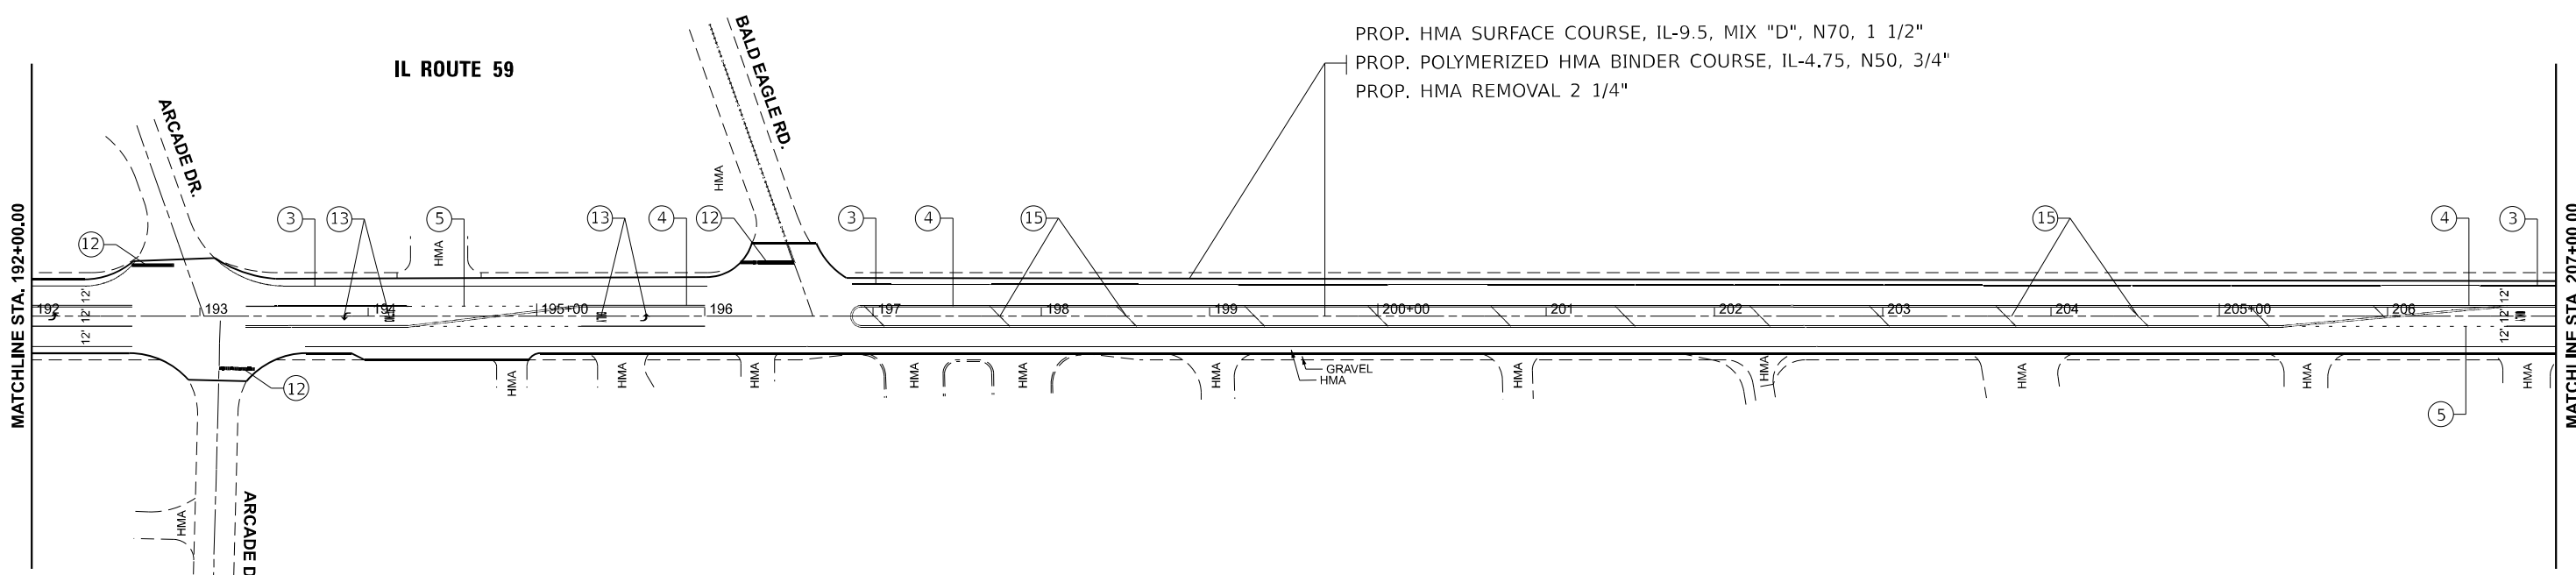 PROP. HMA SURFACE COURSE, IL-9.5, MIX "D", N70, 1 1/2"
PROP. POLYMERIZED HMA BINDER COURSE, IL-4.75, N50, 3/4"
PROP. HMA REMOVAL 2 1/4"
IL ROUTE 59
BALD EAGLE RD.
ARCADE DR.
HMA
MATCHLINE STA. 192+00.00
MATCHLINE STA. 207+00.00
12
3
13
5
13
4
12
3
4
15
15
4
3
HMA
12'
12'
12'
12'
12'
12'
192
193
194
195+00
196
197
198
199
200+00
201
202
203
204
205+00
206
HMA
HMA
HMA
HMA
HMA
HMA
GRAVEL
HMA
HMA
HMA
HMA
HMA
HMA
12
5
HMA
ARCADE D